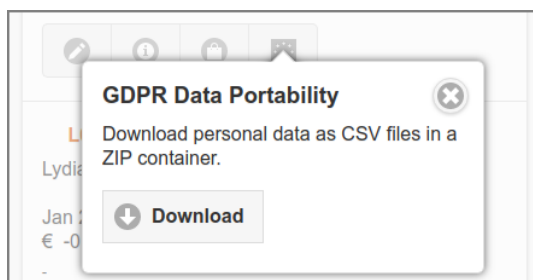 GDPR Data Portability
Download personal data as CSV files in a
ZIP container.
Download
Lydia
Jan
€ -0
-